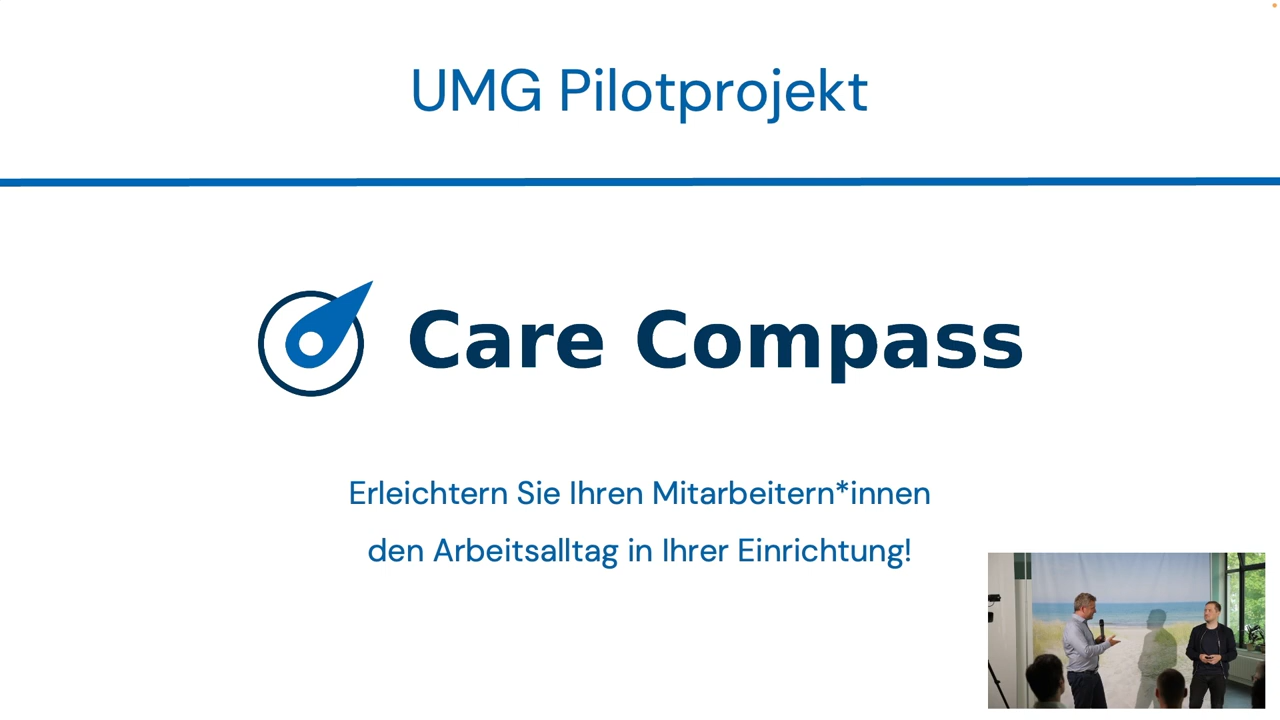 UMG Pilotprojekt
Care Compass
Erleichtern Sie Ihren Mitarbeitern*innen
den Arbeitsalltag in Ihrer Einrichtung!